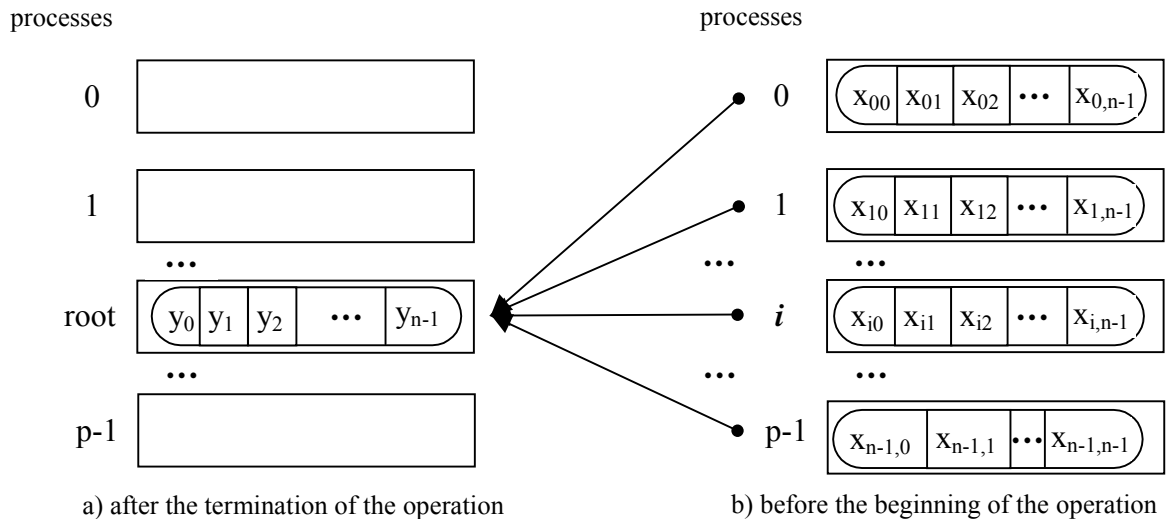 processes
processes
0
0
x00 x01 x02 ••• x0,n-1
1
1
x10 x11 x12 ••• x1,n-1
•••
•••
•••
root
y0 y1 y2 ••• yn-1
i
xi0 xi1 xi2 ••• xi,n-1
•••
•••
•••
p-1
p-1
xn-1,0 xn-1,1 ••• xn-1,n-1
a) after the termination of the operation
b) before the beginning of the operation